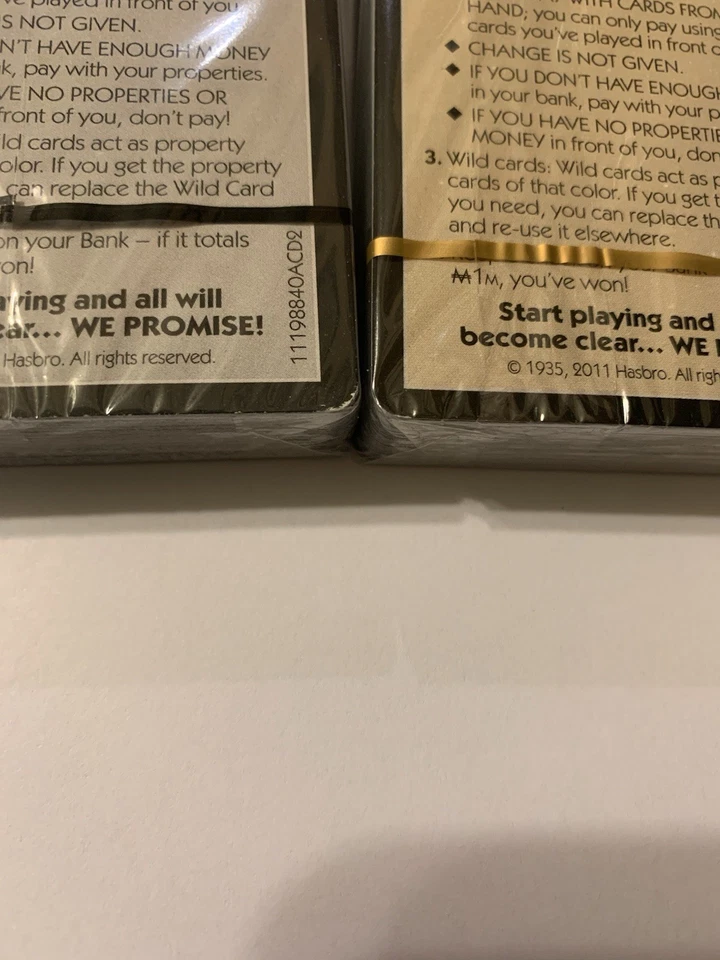 ve played in front of you
S NOT GIVEN.
N'T HAVE ENOUGH MONEY
k, pay with your properties.
VE NO PROPERTIES OR
front of you, don't pay!
ld cards act as property
olor. If you get the property
can replace the Wild Card
on your Bank – if it totals
on!
aying and all will
ear... WE PROMISE!
Hasbro. All rights reserved.
11198840ACD2
WITH CARDS FROM
HAND; you can only pay using
cards you've played in front o
◆ CHANGE IS NOT GIVEN.
◆ IF YOU DON'T HAVE ENOUGH
in your bank, pay with your p
◆ IF YOU HAVE NO PROPERTIE
MONEY in front of you, don
3. Wild cards: Wild cards act as p
cards of that color. If you get t
you need, you can replace th
and re-use it elsewhere.
₩1M, you've won!
Start playing and
become clear... WE
© 1935, 2011 Hasbro. All righ